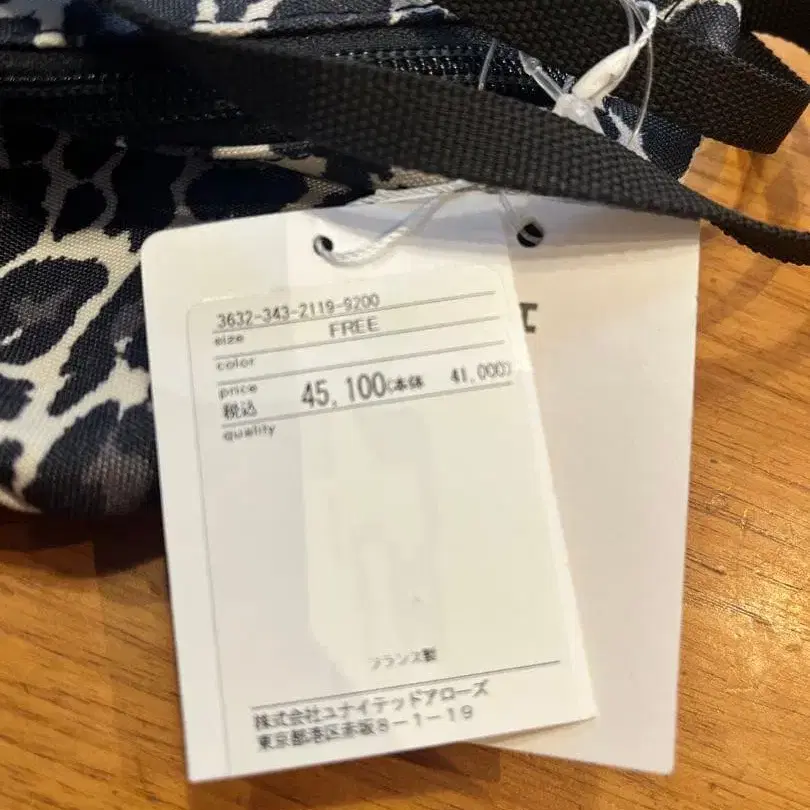 3632-343-2119-9200
size FREE
color
price
税込 45,100(本体 41,000)
quality
フランス製
株式会社ユナイテッドアローズ
東京都港区赤坂8-1-19